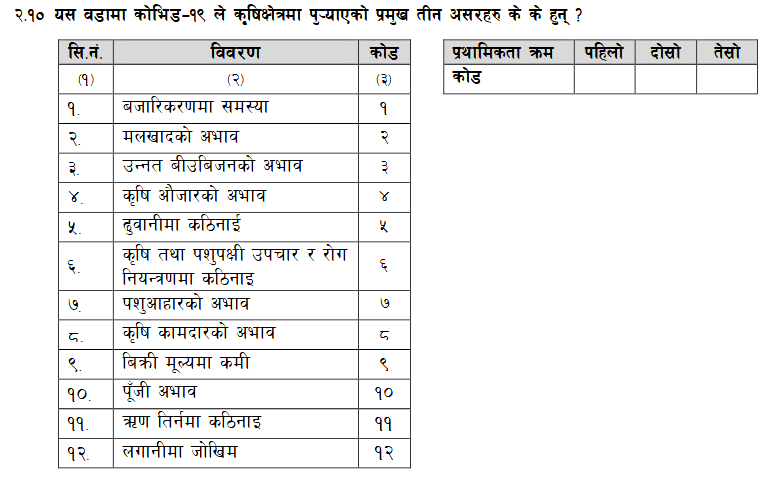 २.१० यस वडामा कोभिड-१९ ले कृषिक्षेत्रमा पुऱ्याएको प्रमुख तीन असरहरु के के हुन् ?
सि.नं. विवरण कोड
(१) (२) (३)
१. बजारिकरणमा समस्या १
२. मलखादको अभाव २
३. उन्नत बीउबिजनको अभाव ३
४. कृषि औजारको अभाव ४
५. ढुवानीमा कठिनाई ५
६. कृषि तथा पशुपक्षी उपचार र रोग
नियन्त्रणमा कठिनाइ ६
७. पशुआहारको अभाव ७
८. कृषि कामदारको अभाव ८
९. बिक्री मूल्यमा कमी ९
१०. पूँजी अभाव १०
११. ऋण तिर्नमा कठिनाइ ११
१२. लगानीमा जोखिम १२
प्रथामिकता क्रम पहिलो दोस्रो तेस्रो
कोड